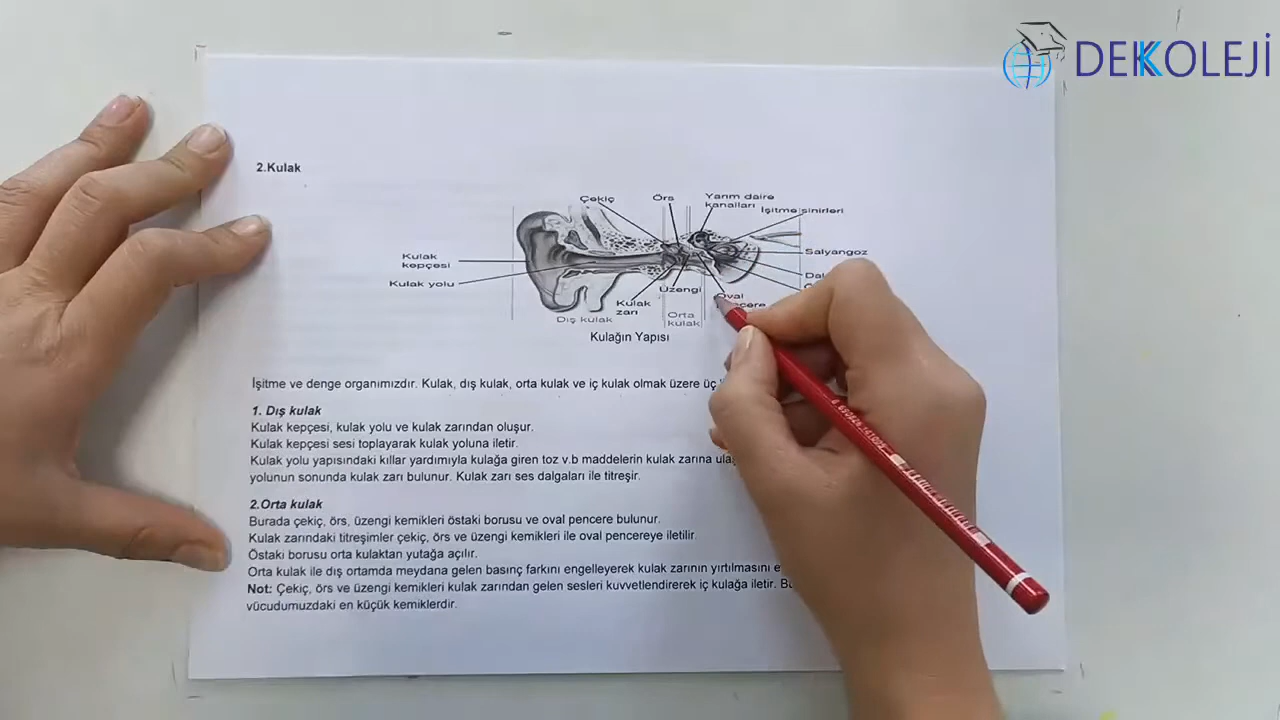 DEKKOLEJİ
2.Kulak
Çekiç
Örs
Yarım daire
kanalları
İşitme sinirleri
Kulak
kepçesi
Salyangoz
Kulak yolu
Üzengi
Oval
Kulak
zarı
Dış kulak
Orta
kulak
Kulağın Yapısı
İşitme ve denge organımızdır. Kulak, dış kulak, orta kulak ve iç kulak olmak üzere üç
1. Dış kulak
Kulak kepçesi, kulak yolu ve kulak zarından oluşur.
Kulak kepçesi sesi toplayarak kulak yoluna iletir.
Kulak yolu yapısındaki kıllar yardımıyla kulağa giren toz v.b maddelerin kulak zarına
yolunun sonunda kulak zarı bulunur. Kulak zarı ses dalgaları ile titreşir.
2.Orta kulak
Burada çekiç, örs, üzengi kemikleri östaki borusu ve oval pencere bulunur.
Kulak zarındaki titreşimler çekiç, örs ve üzengi kemikleri ile oval pencereye iletilir.
Östaki borusu orta kulaktan yutağa açılır.
Orta kulak ile dış ortamda meydana gelen basınç farkını engelleyerek kulak zarının yırtılmasını
Not: Çekiç, örs ve üzengi kemikleri kulak zarından gelen sesleri kuvvetlendirerek iç kulağa iletir.
vücudumuzdaki en küçük kemiklerdir.